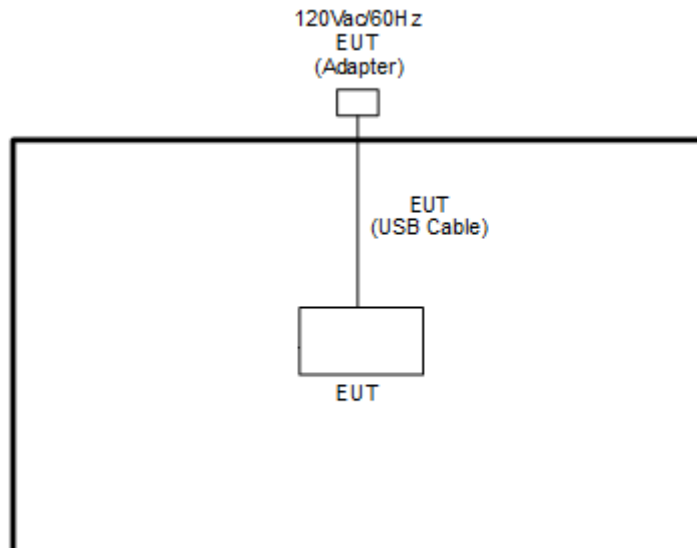 120Vac/60Hz
EUT
(Adapter)
EUT
(USB Cable)
EUT